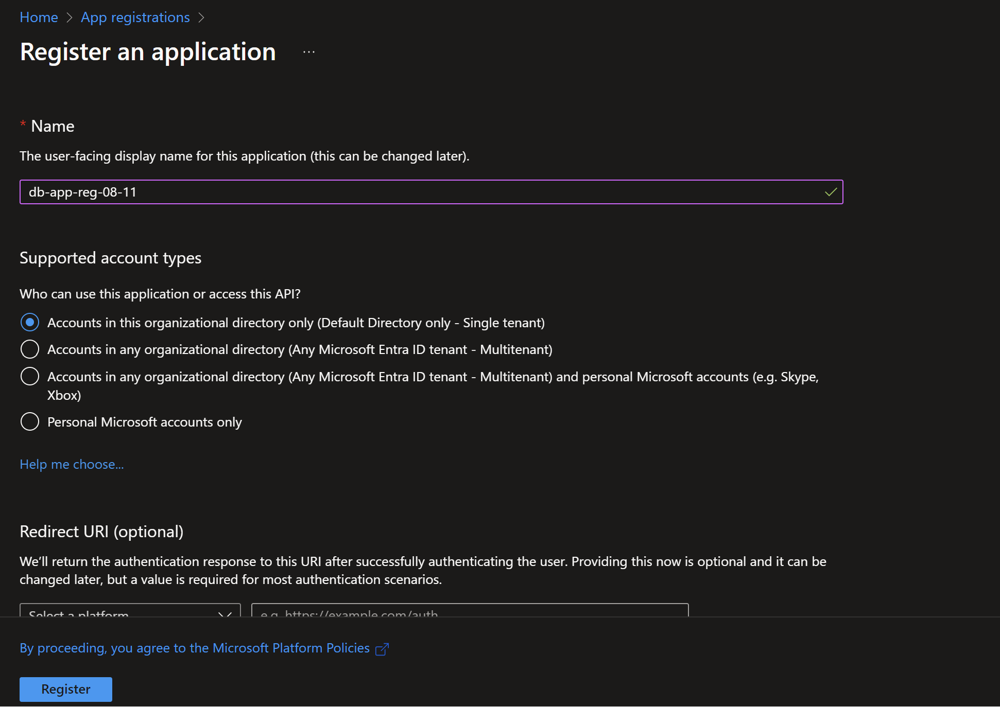 Home > App registrations >
Register an application ...
* Name
The user-facing display name for this application (this can be changed later).
db-app-reg-08-11
Supported account types
Who can use this application or access this API?
Accounts in this organizational directory only (Default Directory only - Single tenant)
Accounts in any organizational directory (Any Microsoft Entra ID tenant - Multitenant)
Accounts in any organizational directory (Any Microsoft Entra ID tenant - Multitenant) and personal Microsoft accounts (e.g. Skype,
Xbox)
Personal Microsoft accounts only
Help me choose...
Redirect URI (optional)
We’ll return the authentication response to this URI after successfully authenticating the user. Providing this now is optional and it can be
changed later, but a value is required for most authentication scenarios.
Select a platform
e.g. https://example.com/auth
By proceeding, you agree to the Microsoft Platform Policies
Register